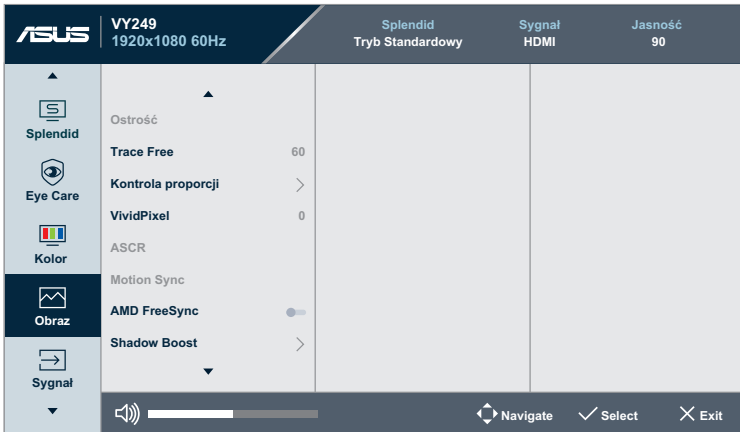 ASUS
VY249
1920x1080 60Hz
Splendid
Tryb Standardowy
Sygnał
HDMI
Jasność
90
Splendid
Eye Care
Kolor
Obraz
Sygnał
Ostrość
Trace Free 60
Kontrola proporcji
VividPixel 0
ASCR
Motion Sync
AMD FreeSync
Shadow Boost
Navigate
Select
Exit